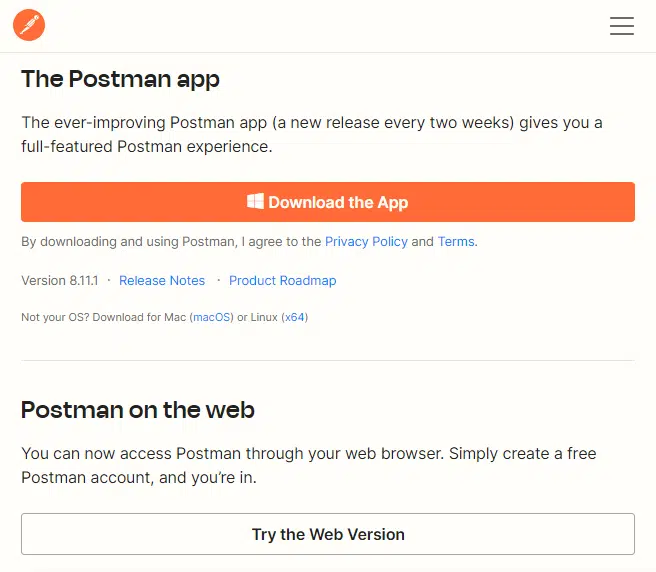 The Postman app
The ever-improving Postman app (a new release every two weeks) gives you a
full-featured Postman experience.
Download the App
By downloading and using Postman, I agree to the Privacy Policy and Terms.
Version 8.11.1 · Release Notes · Product Roadmap
Not your OS? Download for Mac (macOS) or Linux (x64)
Postman on the web
You can now access Postman through your web browser. Simply create a free
Postman account, and you’re in.
Try the Web Version